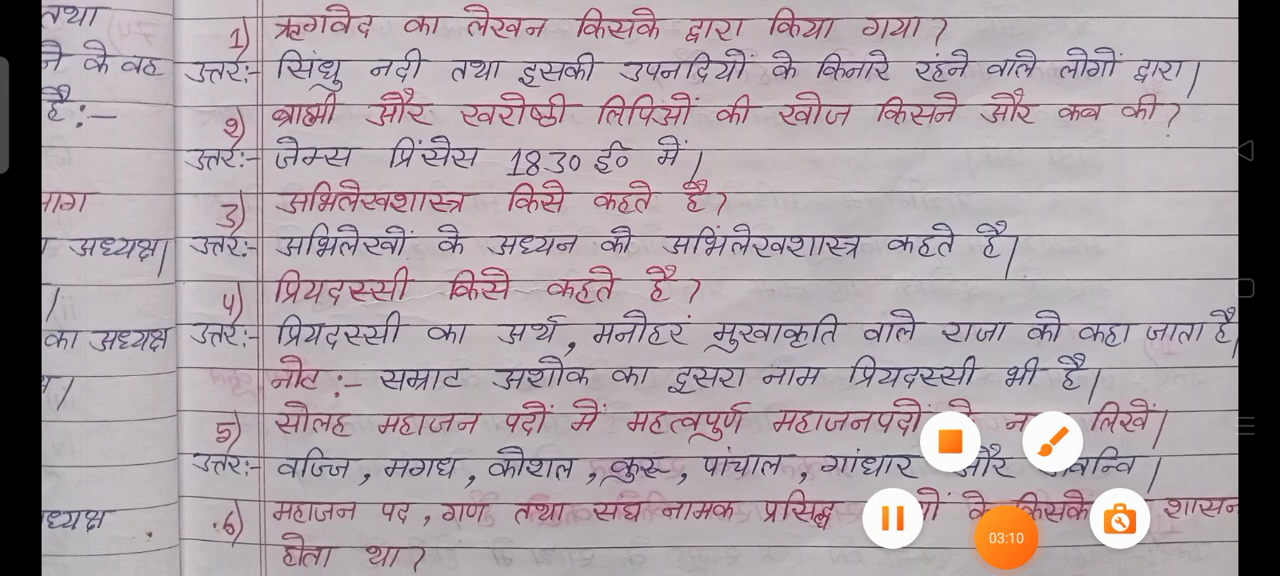 तथा
ने के वह
है:-
भाग
अध्यक्ष|
का अध्यक्ष
1) ऋगवेद का लेखन किसके द्वारा किया गया?
उत्तर:- सिंधु नदी तथा इसकी उपनदियों के किनारे रहंने वाले लोगों द्वारा|
2) ब्राह्मी और खरोष्ठी लिपिओं की खोज किसने और कब की?
उत्तर:- जेम्स प्रिंसेस 1830 ई० में|
3) अभिलेखशास्त्र किसे कहते है?
उत्तर:- अभिलेखों के अध्यन को अभिलेखशास्त्र कहते है|
4) प्रियदस्सी किसे कहते है?
उत्तर:- प्रियदस्सी का अर्थ, मनोहर मुखाकृति वाले राजा को कहा जाता है|
नोट:- सम्राट अशोक का दुसरा नाम प्रियदस्सी भी है|
5) सोलह महाजन पदों में महत्वपुर्ण महाजनपदों लिखें|
उत्तर:- वज्जि, मगध, कोशल, कुरु, पांचाल, गांधार और
6) महाजन पद, गण तथा संघ नामक प्रसिद्ध के किसके शासन
होता था?
ध्यक्ष
03:10